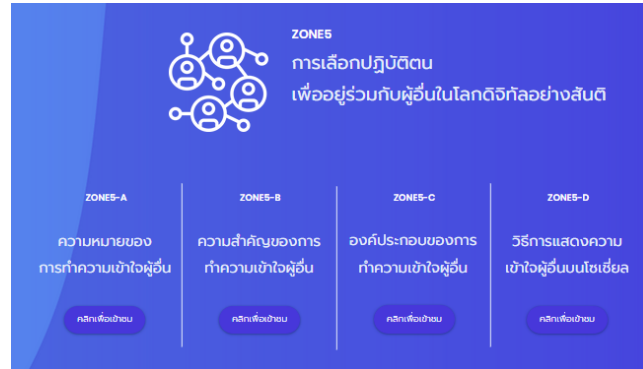 ZONE5
การเลือกปฏิบัติตน
เพื่ออยู่ร่วมกับผู้อื่นในโลกดิจิทัลอย่างสันติ
ZONE5-A
ความหมายของ
การทำความเข้าใจผู้อื่น
คลิกเพื่อเข้าชม
ZONE5-B
ความสำคัญของการ
ทำความเข้าใจผู้อื่น
คลิกเพื่อเข้าชม
ZONE5-C
องค์ประกอบของการ
ทำความเข้าใจผู้อื่น
คลิกเพื่อเข้าชม
ZONE5-D
วิธีการแสดงความ
เข้าใจผู้อื่นบนโซเชี่ยล
คลิกเพื่อเข้าชม